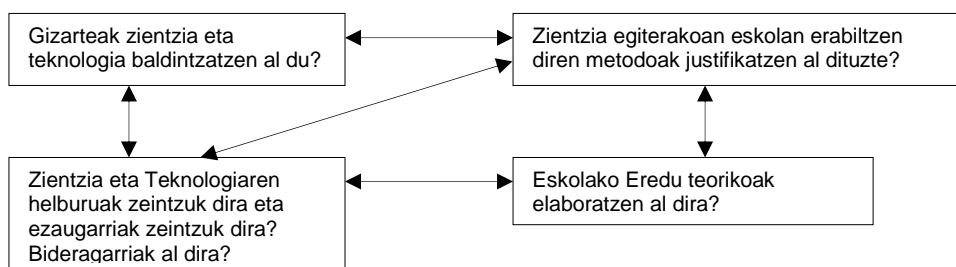 Gizarteak zientzia eta
teknologia baldintzatzen al du?
Zientzia egiterakoan eskolan erabiltzen
diren metodoak justifikatzen al dituzte?
Zientzia eta Teknologiaren
helburuak zeintzuk dira eta
ezaugarriak zeintzuk dira?
Bideragarriak al dira?
Eskolako Eredu teorikoak
elaboratzen al dira?